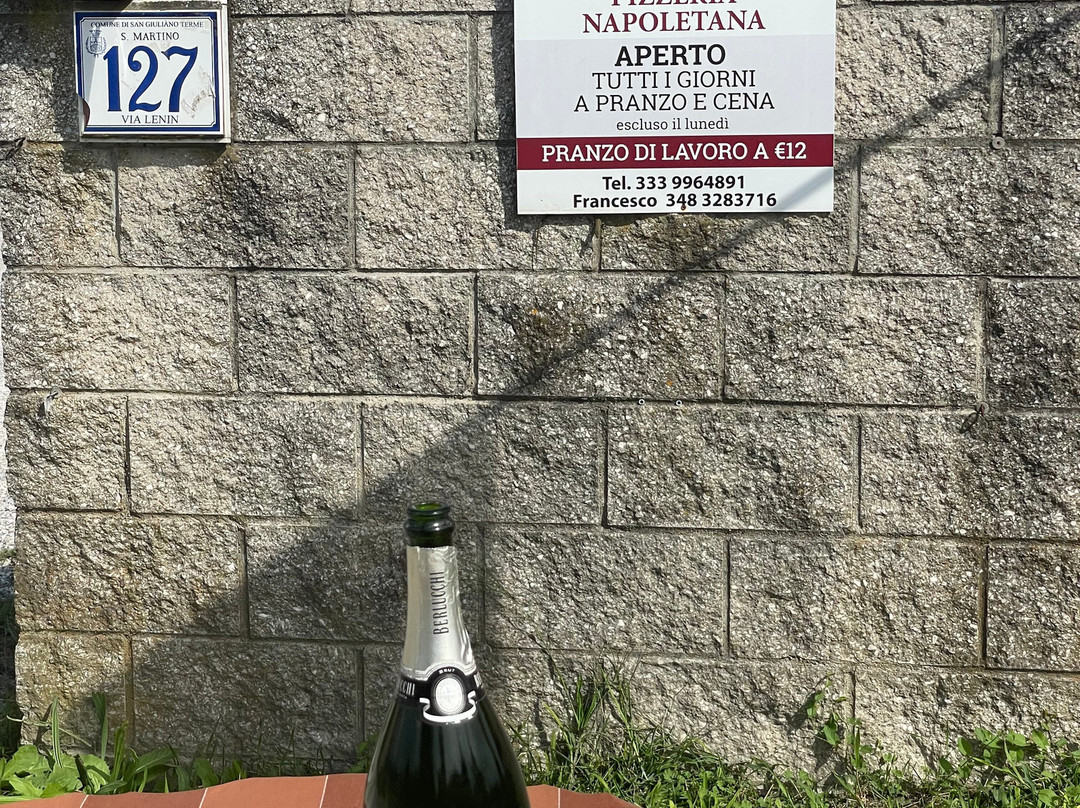 COMUNE DI SAN GIULIANO TERME
S. MARTINO
127
VIA LENIN
PIZZERIA
NAPOLETANA
APERTO
TUTTI I GIORNI
A PRANZO E CENA
escluso il lunedì
PRANZO DI LAVORO A €12
Tel. 333 9964891
Francesco 348 3283716
BERLUCCHI
BRUT